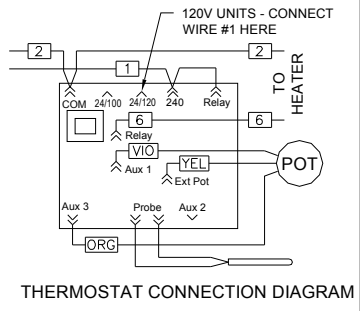 120V UNITS - CONNECT
WIRE #1 HERE
2
2
1
TO
HEATER
COM
24/100
24/120
240
Relay
6
6
Relay
VIO
Aux 1
YEL
Ext Pot
POT
Aux 3
Probe
Aux 2
ORG
THERMOSTAT CONNECTION DIAGRAM